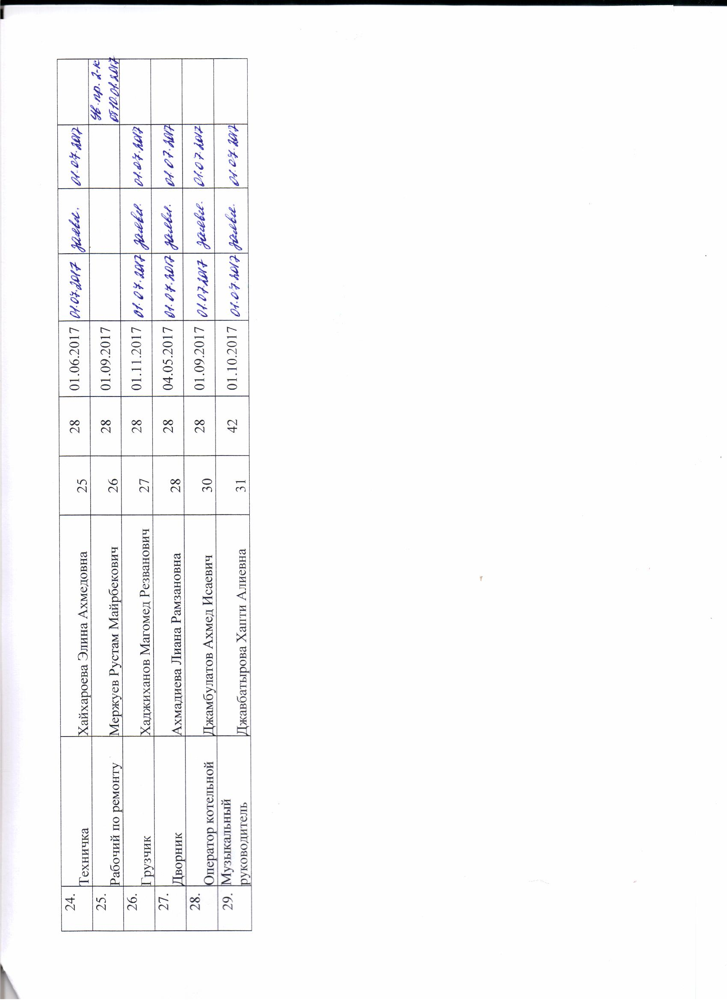 24. Техничка Хайхароева Элина Ахмедовна 25 28 01.06.2017 01.07.2017 заявл. 01.07.2017
25. Рабочий по ремонту Мержуев Рустам Майрбекович 26 28 01.09.2017 Ув. пр. 2-к
от 10.01.2017
26. Грузчик Хаджиханов Магомед Резванович 27 28 01.11.2017 01.07.2017 заявл. 01.07.2017
27. Дворник Ахмадиева Лиана Рамзановна 28 28 04.05.2017 01.07.2017 заявл. 01.07.2017
28. Оператор котельной Джамбулатов Ахмед Исаевич 30 28 01.09.2017 01.07.2017 заявл. 01.07.2017
29. Музыкальный
руководитель Джавбатырова Хапти Алиевна 31 42 01.10.2017 01.07.2017 заявл. 01.07.2017